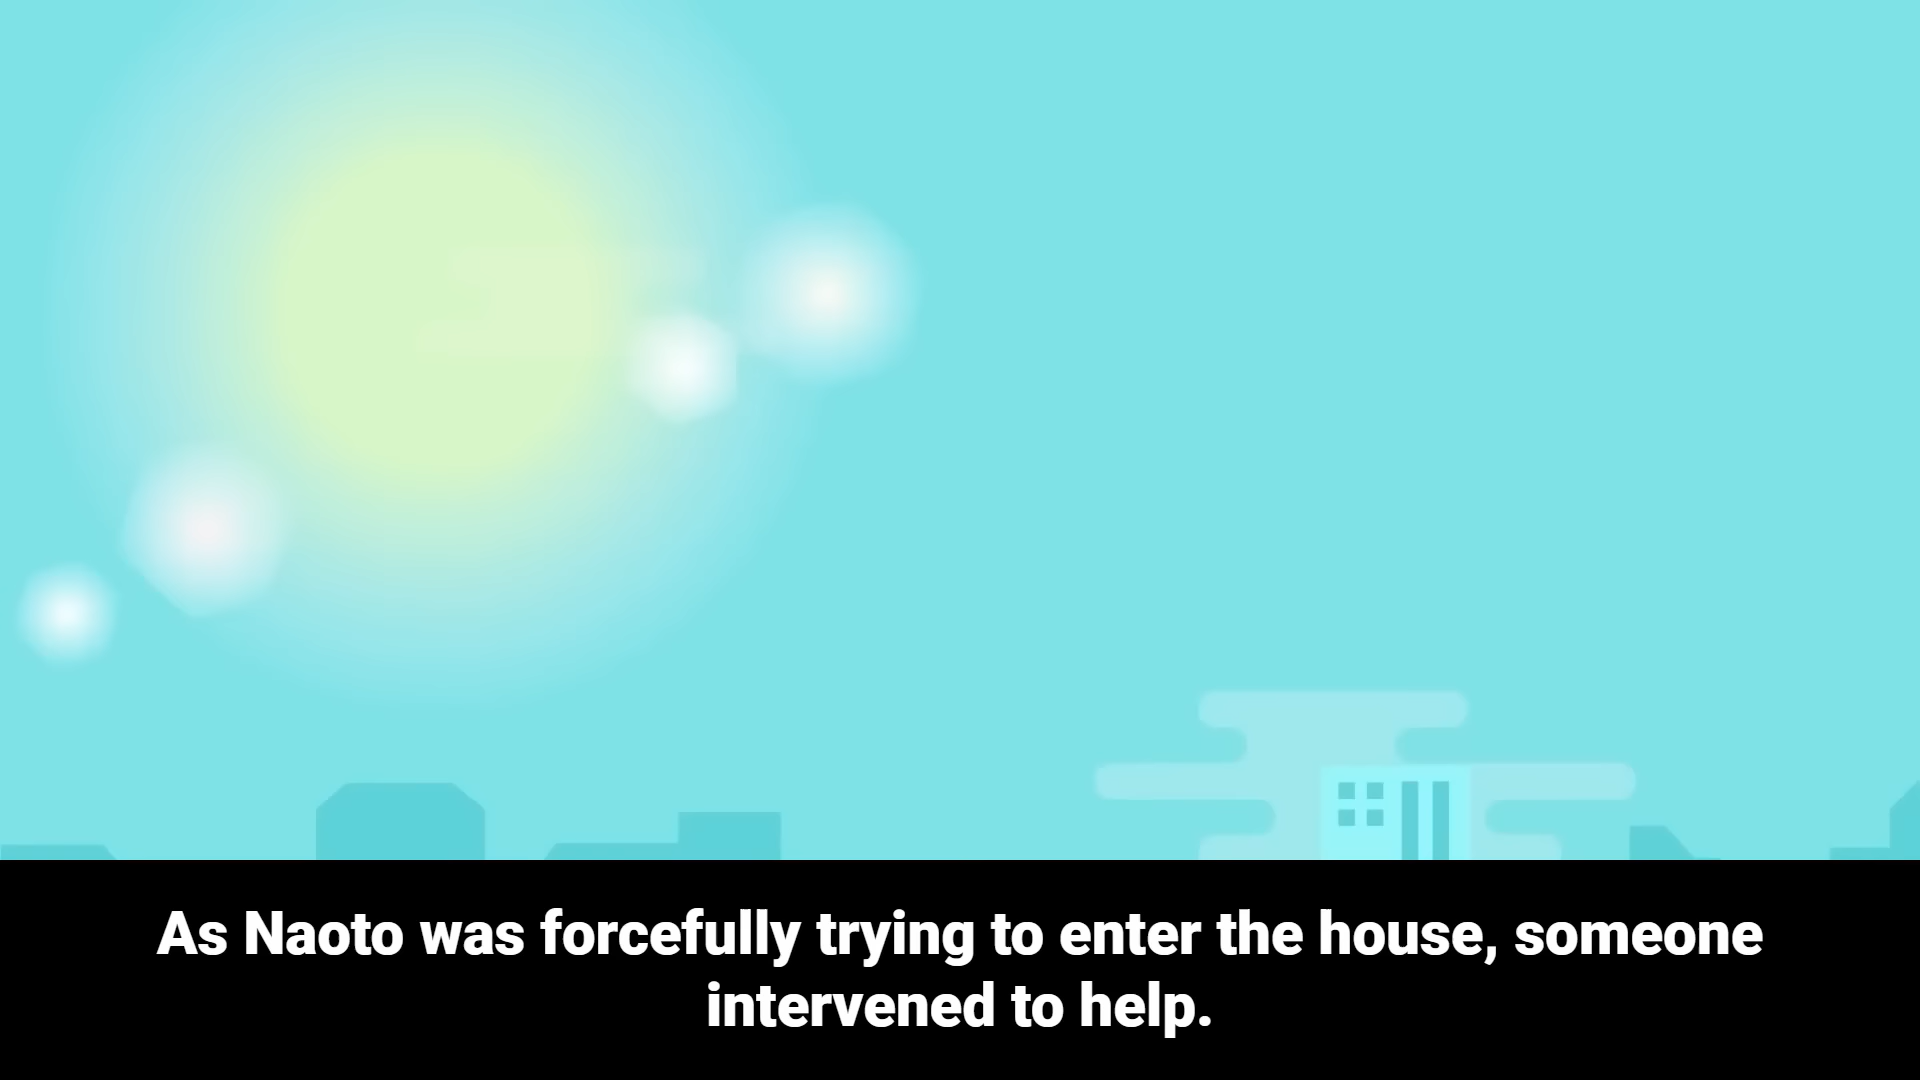 As Naoto was forcefully trying to enter the house, someone
intervened to help.